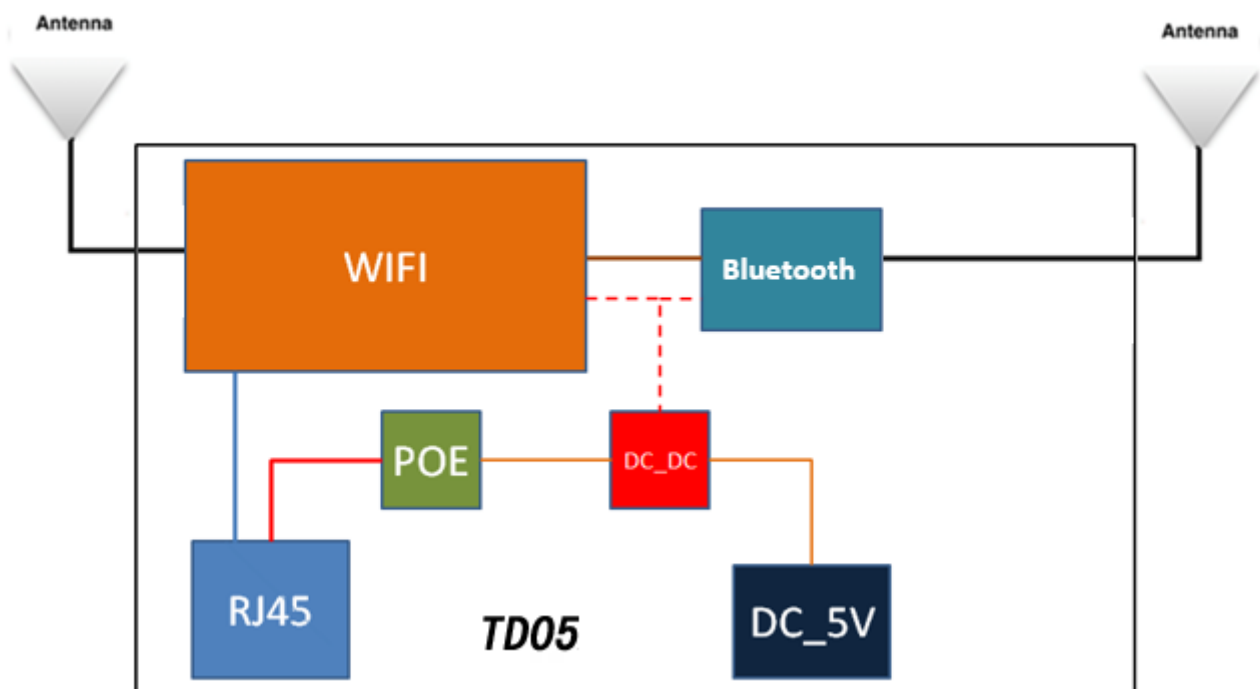 Antenna
Antenna
WIFI
Bluetooth
POE
DC_DC
RJ45
TD05
DC_5V